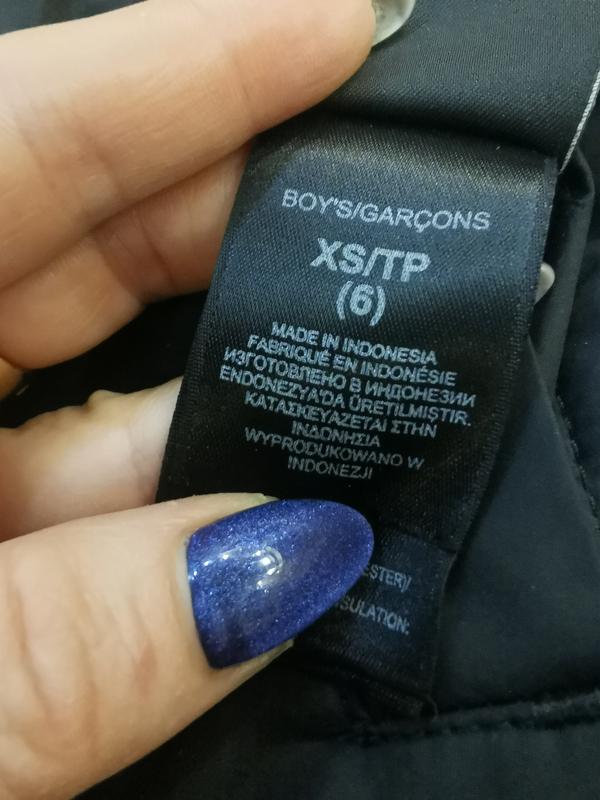 BOY'S/GARÇONS
XS/TP
(6)
MADE IN INDONESIA
FABRIQUÉ EN INDONÉSIE
ИЗГОТОВЛЕНО В ИНДОНЕЗИИ
ENDONEZYA'DA ÜRETILMISTIR.
ΚΑΤΑΣΚΕΥΑΖΕΤΑΙ ΣΤΗΝ
ΙΝΔΟΝΗΣΙΑ
WYPRODUKOWANO W
INDONEZJI